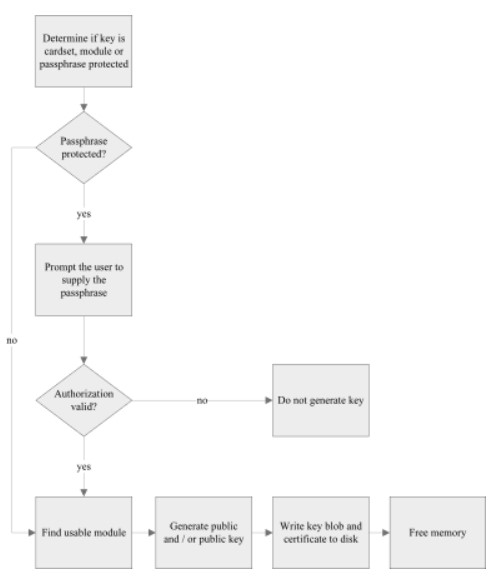 Determine if key is
cardset, module or
passphrase protected
Passphrase
protected?
yes
Prompt the user to
supply the
passphrase
no
Authorization
valid?
no
Do not generate key
yes
Find usable module
Generate public
and / or public key
Write key blob and
certificate to disk
Free memory